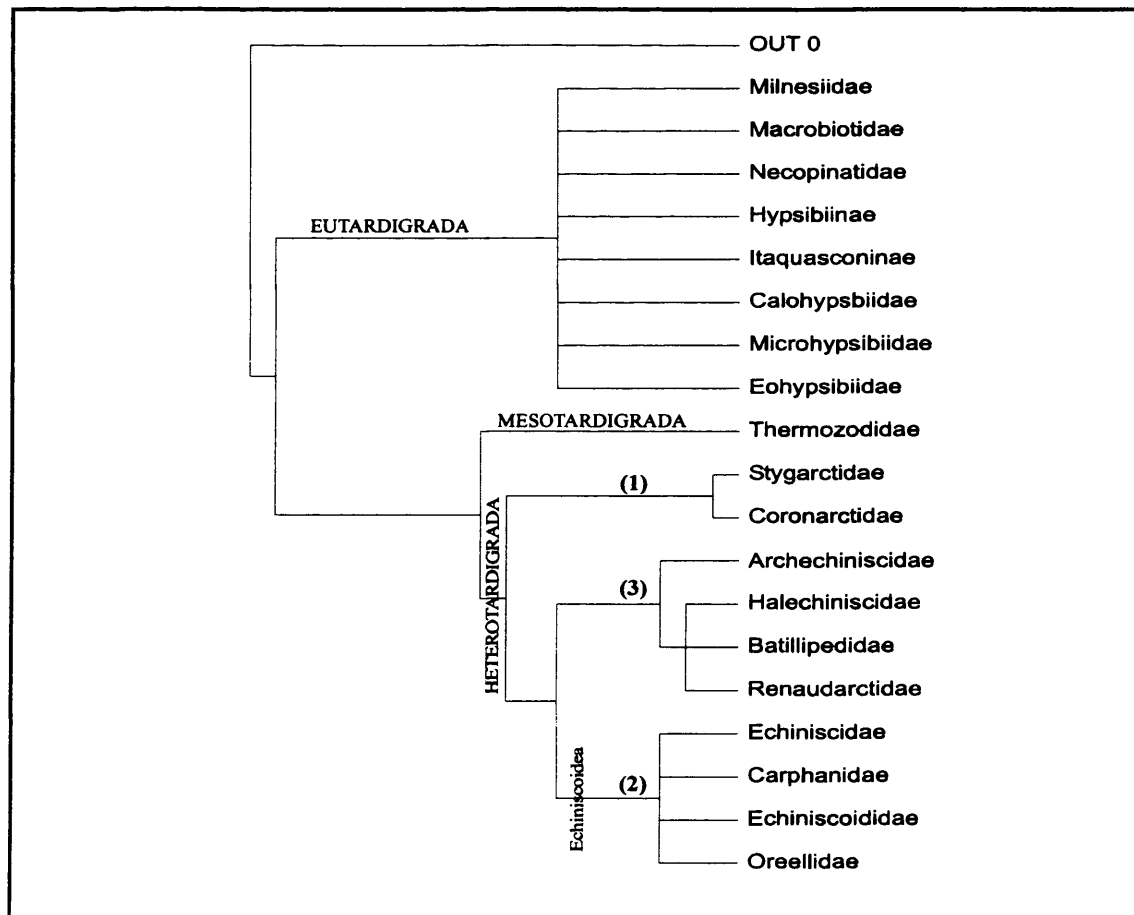 OUT 0
Milnesiidae
Macrobiotidae
Necopinatidae
Hypsibiinae
EUTARDIGRADA
Itaquasconinae
Calohypsbiidae
Microhypsibiidae
Eohypsibiidae
MESOTARDIGRADA
Thermozodidae
Stygarctidae
(1)
Coronarctidae
HETEROTARDIGRADA
Archechiniscidae
(3)
Halechiniscidae
Batillipedidae
Renaudarctidae
Echiniscidae
Echiniscoidea
(2)
Carphanidae
Echiniscoididae
Oreellidae